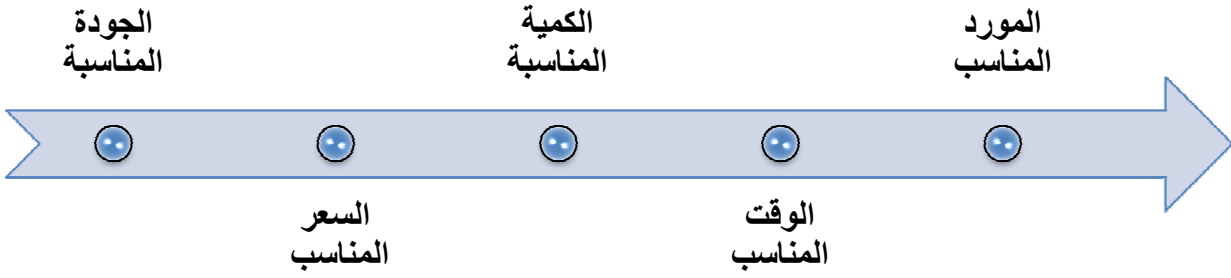 الجودة
المناسبة
السعر
المناسب
الكمية
المناسبة
الوقت
المناسب
المورد
المناسب